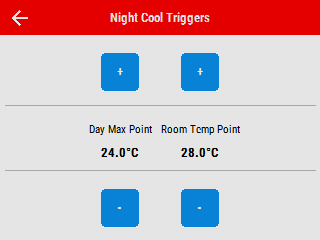 Night Cool Triggers
+ +
Day Max Point Room Temp Point
24.0°C 28.0°C
- -